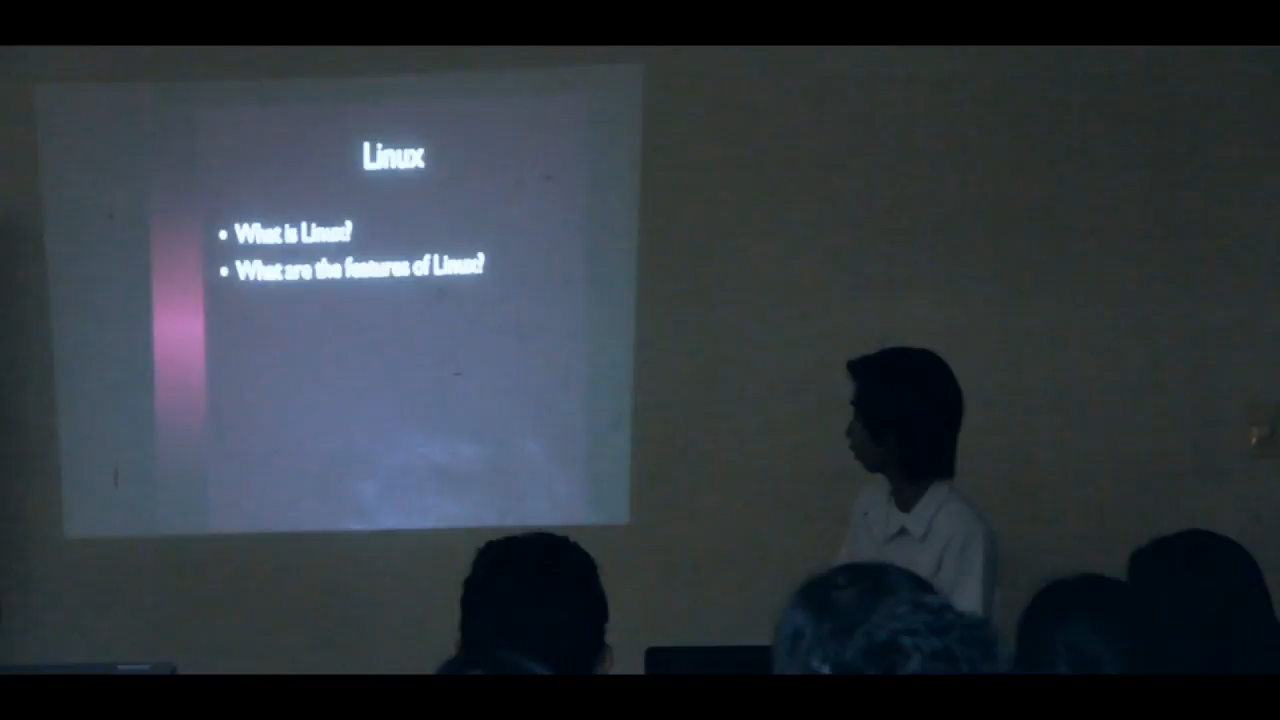 Linux
• What is Linux?
• What are the features of Linux?